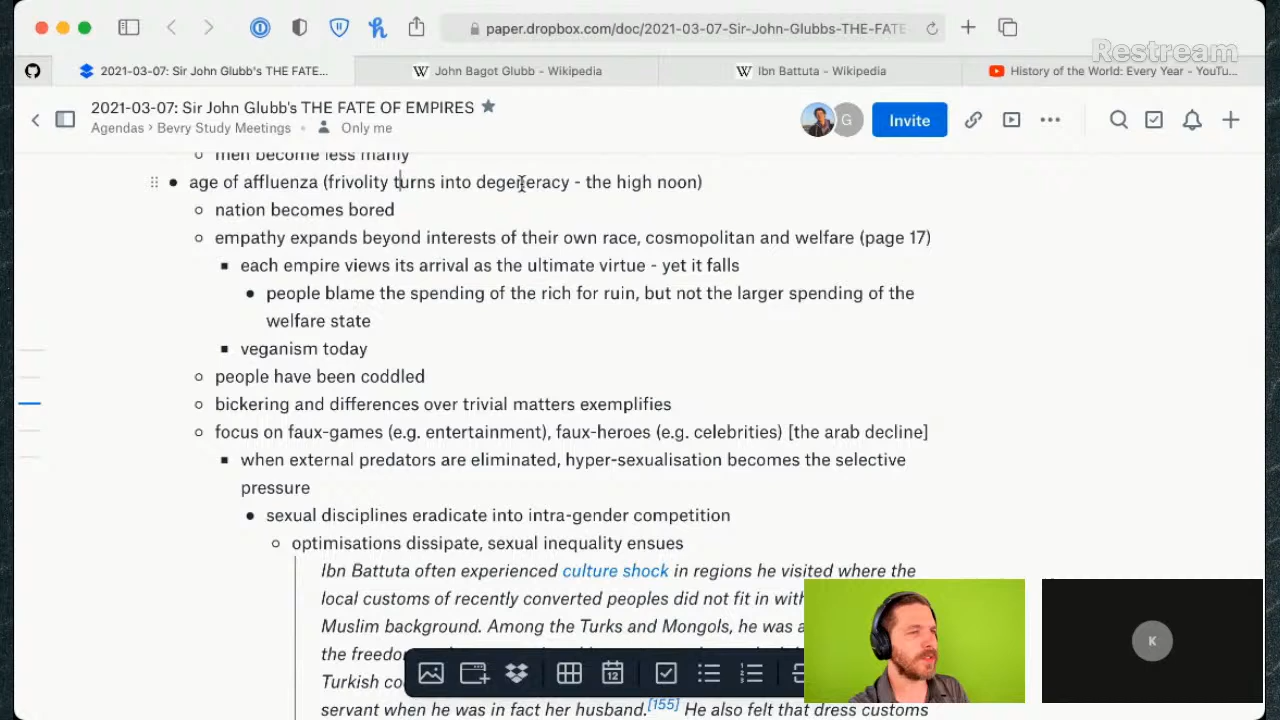 paper.dropbox.com/doc/2021-03-07-Sir-John-Glubbs-THE-FATE-
Restream
2021-03-07: Sir John Glubb's THE FATE...
John Bagot Glubb - Wikipedia
Ibn Battuta - Wikipedia
History of the World: Every Year - YouTu...
2021-03-07: Sir John Glubb's THE FATE OF EMPIRES
Agendas › Bevry Study Meetings • Only me
G
Invite
men become less manly
age of affluenza (frivolity turns into degeneracy - the high noon)
nation becomes bored
empathy expands beyond interests of their own race, cosmopolitan and welfare (page 17)
each empire views its arrival as the ultimate virtue - yet it falls
people blame the spending of the rich for ruin, but not the larger spending of the
welfare state
veganism today
people have been coddled
bickering and differences over trivial matters exemplifies
focus on faux-games (e.g. entertainment), faux-heroes (e.g. celebrities) [the arab decline]
when external predators are eliminated, hyper-sexualisation becomes the selective
pressure
sexual disciplines eradicate into intra-gender competition
optimisations dissipate, sexual inequality ensues
Ibn Battuta often experienced culture shock in regions he visited where the
local customs of recently converted peoples did not fit in with
Muslim background. Among the Turks and Mongols, he was
the freedo
Turkish co
servant when he was in fact her husband.[155] He also felt that dress customs
12
K